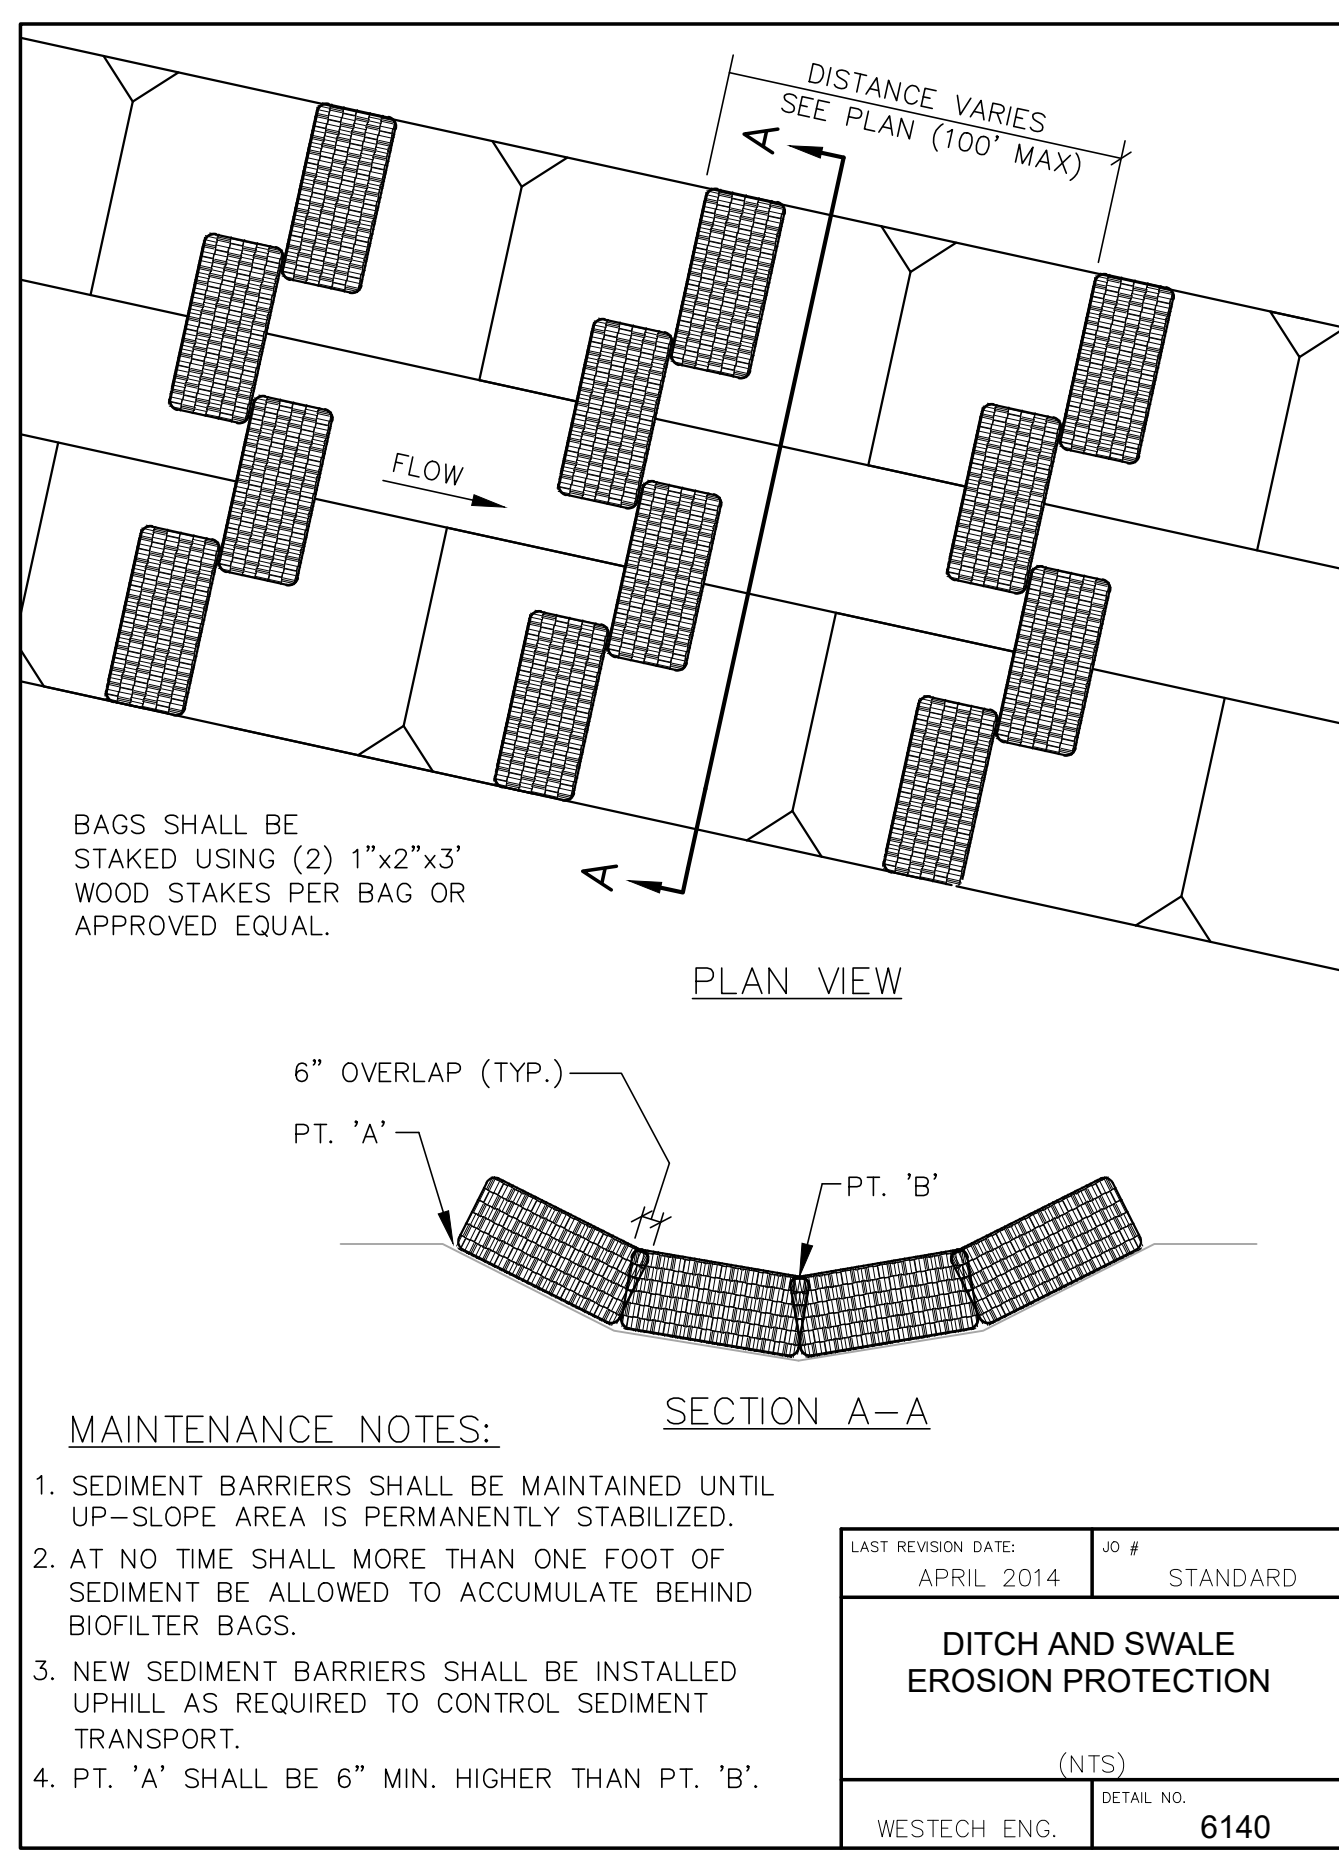 DISTANCE VARIES
SEE PLAN (100' MAX)
A
FLOW
A
BAGS SHALL BE
STAKED USING (2) 1”x2”x3'
WOOD STAKES PER BAG OR
APPROVED EQUAL.
PLAN VIEW
6” OVERLAP (TYP.)
PT. 'A'
PT. 'B'
SECTION A-A
MAINTENANCE NOTES:
1. SEDIMENT BARRIERS SHALL BE MAINTAINED UNTIL
UP-SLOPE AREA IS PERMANENTLY STABILIZED.
2. AT NO TIME SHALL MORE THAN ONE FOOT OF
SEDIMENT BE ALLOWED TO ACCUMULATE BEHIND
BIOFILTER BAGS.
3. NEW SEDIMENT BARRIERS SHALL BE INSTALLED
UPHILL AS REQUIRED TO CONTROL SEDIMENT
TRANSPORT.
4. PT. 'A' SHALL BE 6” MIN. HIGHER THAN PT. 'B'.
LAST REVISION DATE:
APRIL 2014
JO #
STANDARD
DITCH AND SWALE
EROSION PROTECTION
(NTS)
WESTECH ENG.
DETAIL NO.
6140